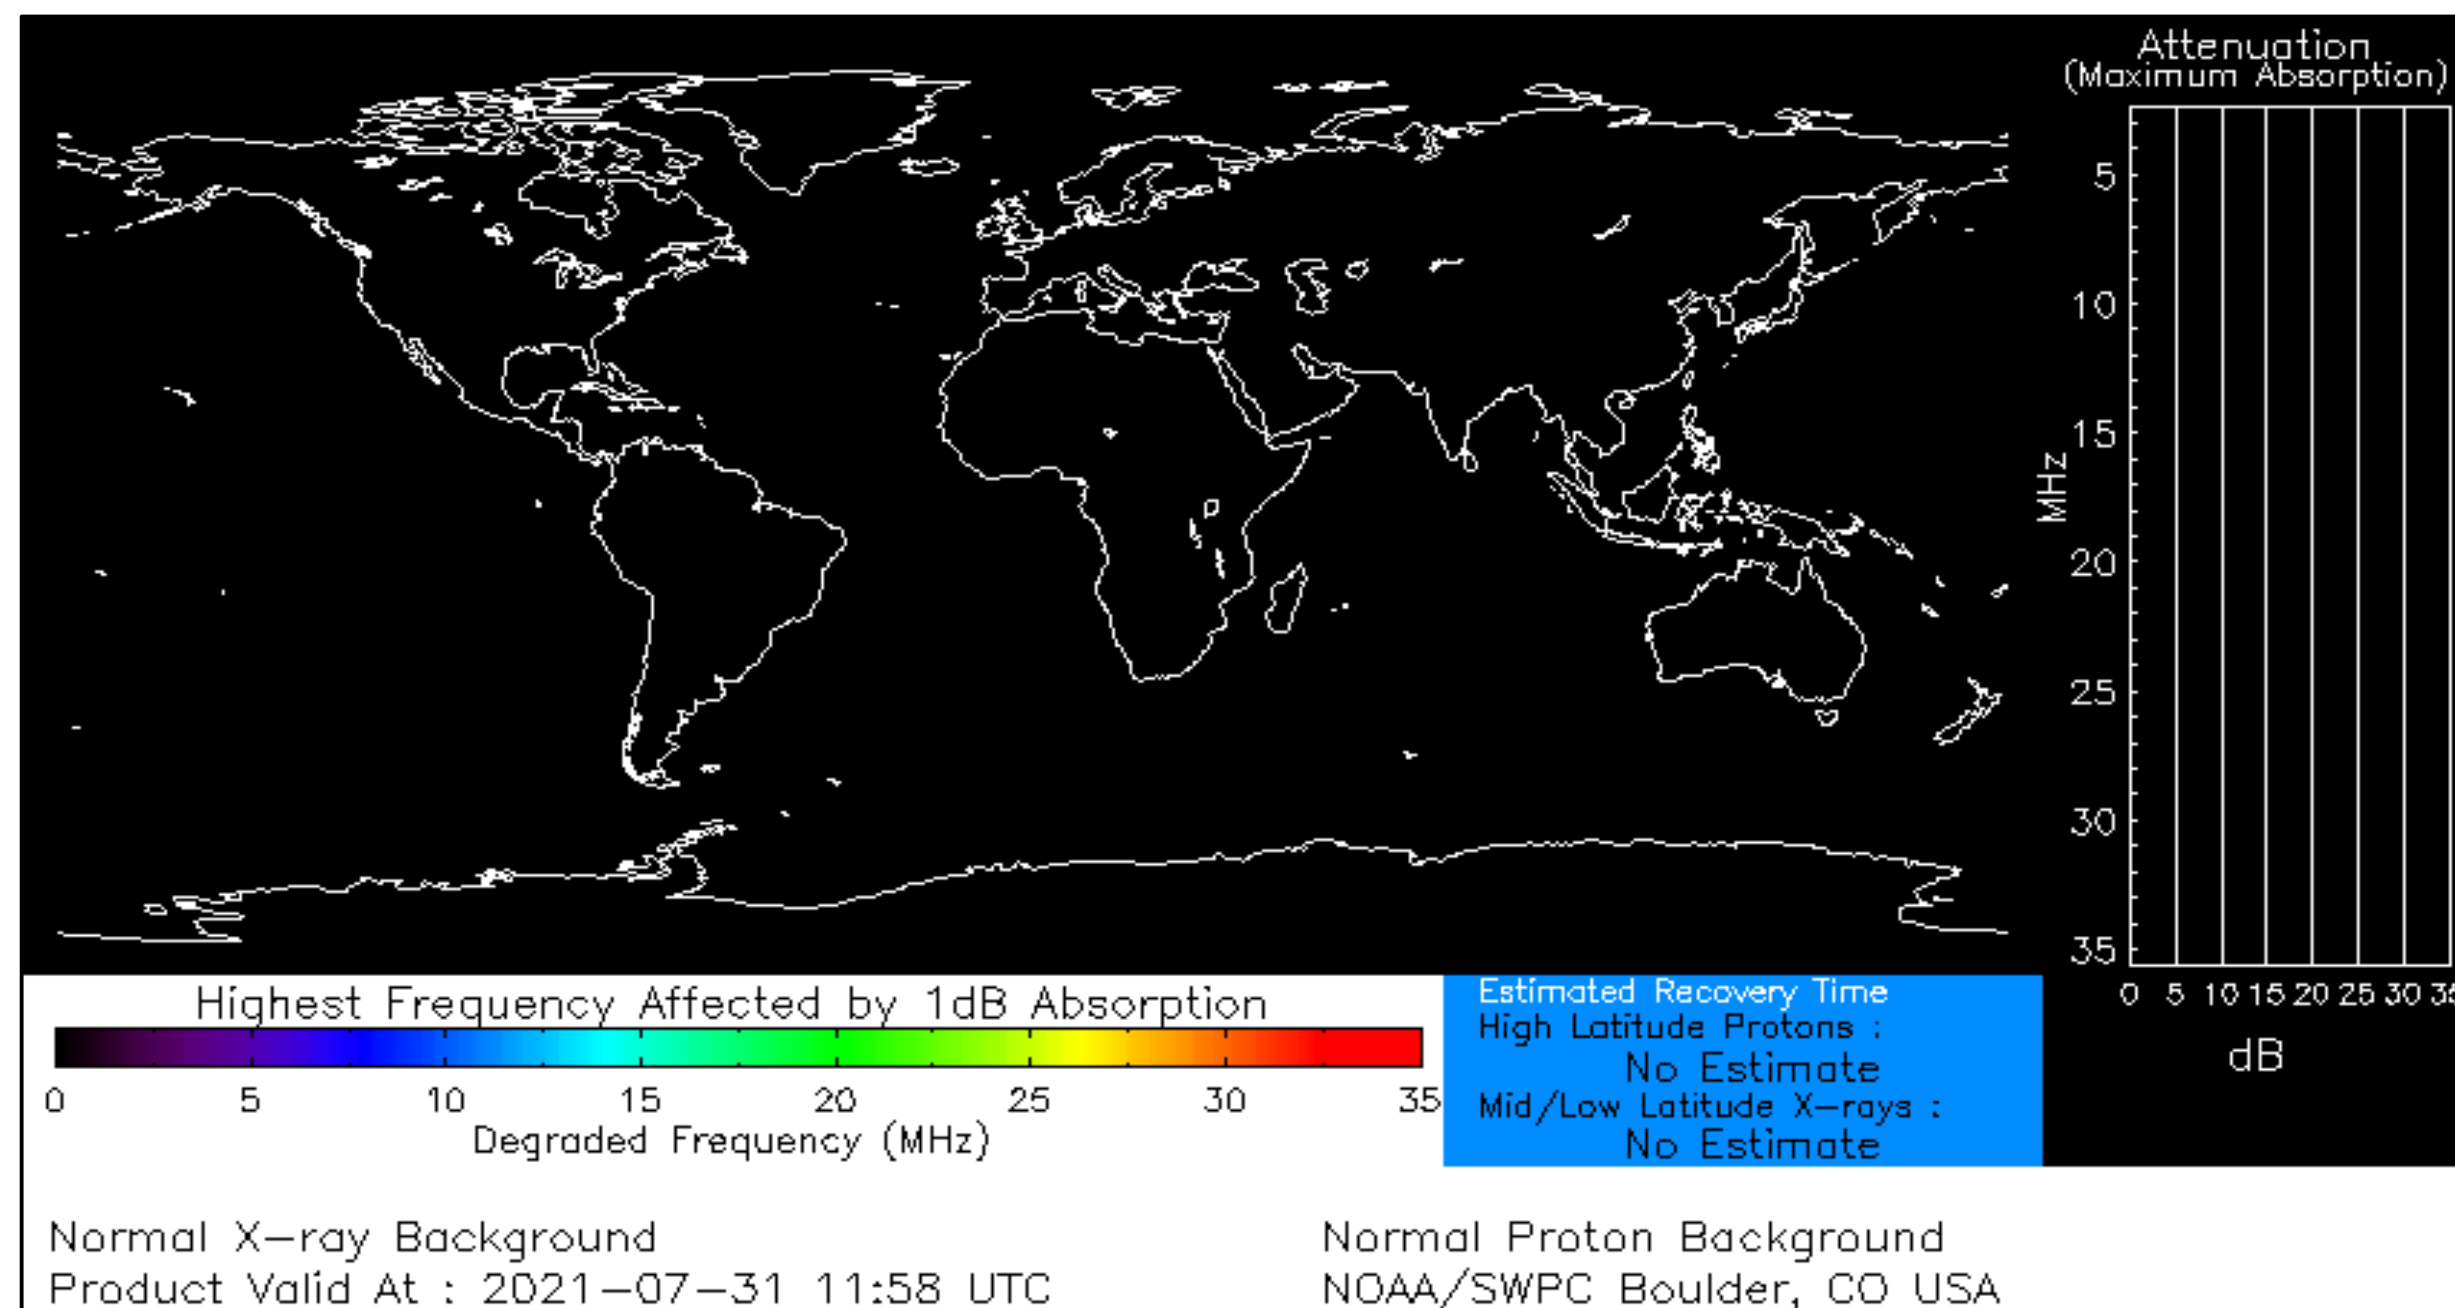 Attenuation
(Maximum Absorption)
5
10
15
20
25
30
35
MHz
0 5 10 15 20 25 30
dB
Highest Frequency Affected by 1dB Absorption
0 5 10 15 20 25 30 35
Degraded Frequency (MHz)
Estimated Recovery Time
High Latitude Protons :
No Estimate
Mid/Low Latitude X-rays :
No Estimate
Normal X-ray Background
Normal Proton Background
Product Valid At : 2021-07-31 11:58 UTC
NOAA/SWPC Boulder, CO USA